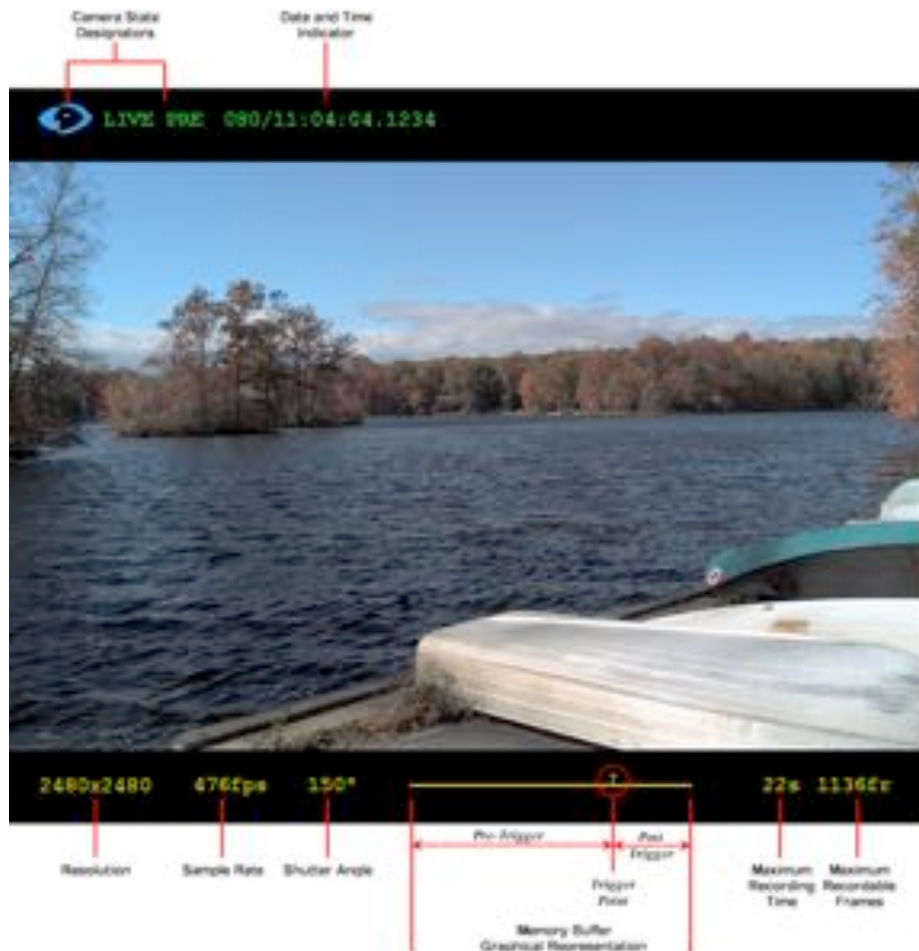 Camera State
Designators
Date and Time
Indicator
LIVE PRE 080/11:04:04.1234
2480x2480 476fps 150° T 22s 1136fr
Pre-Trigger
Post
Trigger
Resolution
Sample Rate
Shutter Angle
Trigger
Point
Maximum
Recording
Time
Maximum
Recordable
Frames
Memory Buffer
Graphical Representation